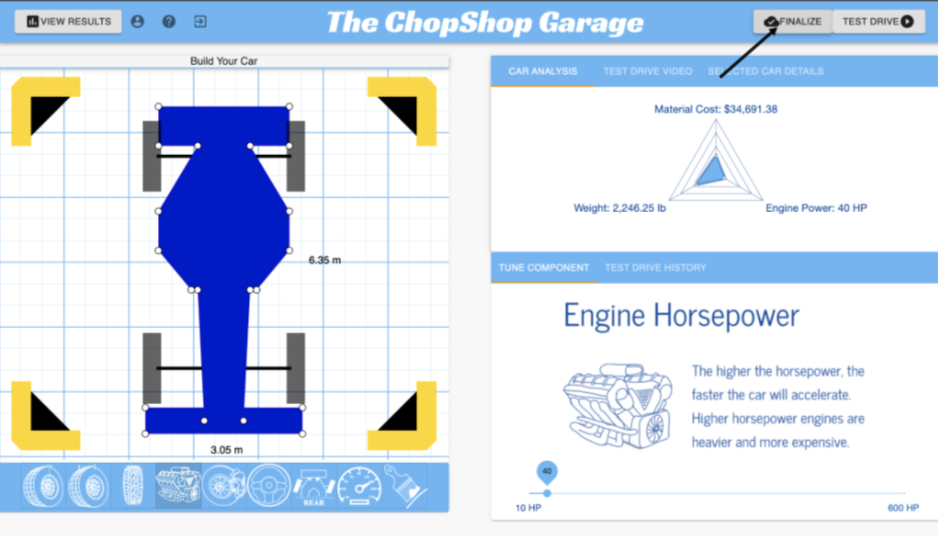 VIEW RESULTS
The ChopShop Garage
FINALIZE
TEST DRIVE
Build Your Car
CAR ANALYSIS
TEST DRIVE VIDEO
SELECTED CAR DETAILS
Material Cost: $34,691.38
Weight: 2,246.25 lb
Engine Power: 40 HP
6.35 m
3.05 m
REAR
TUNE COMPONENT
TEST DRIVE HISTORY
Engine Horsepower
The higher the horsepower, the
faster the car will accelerate.
Higher horsepower engines are
heavier and more expensive.
40
10 HP
600 HP